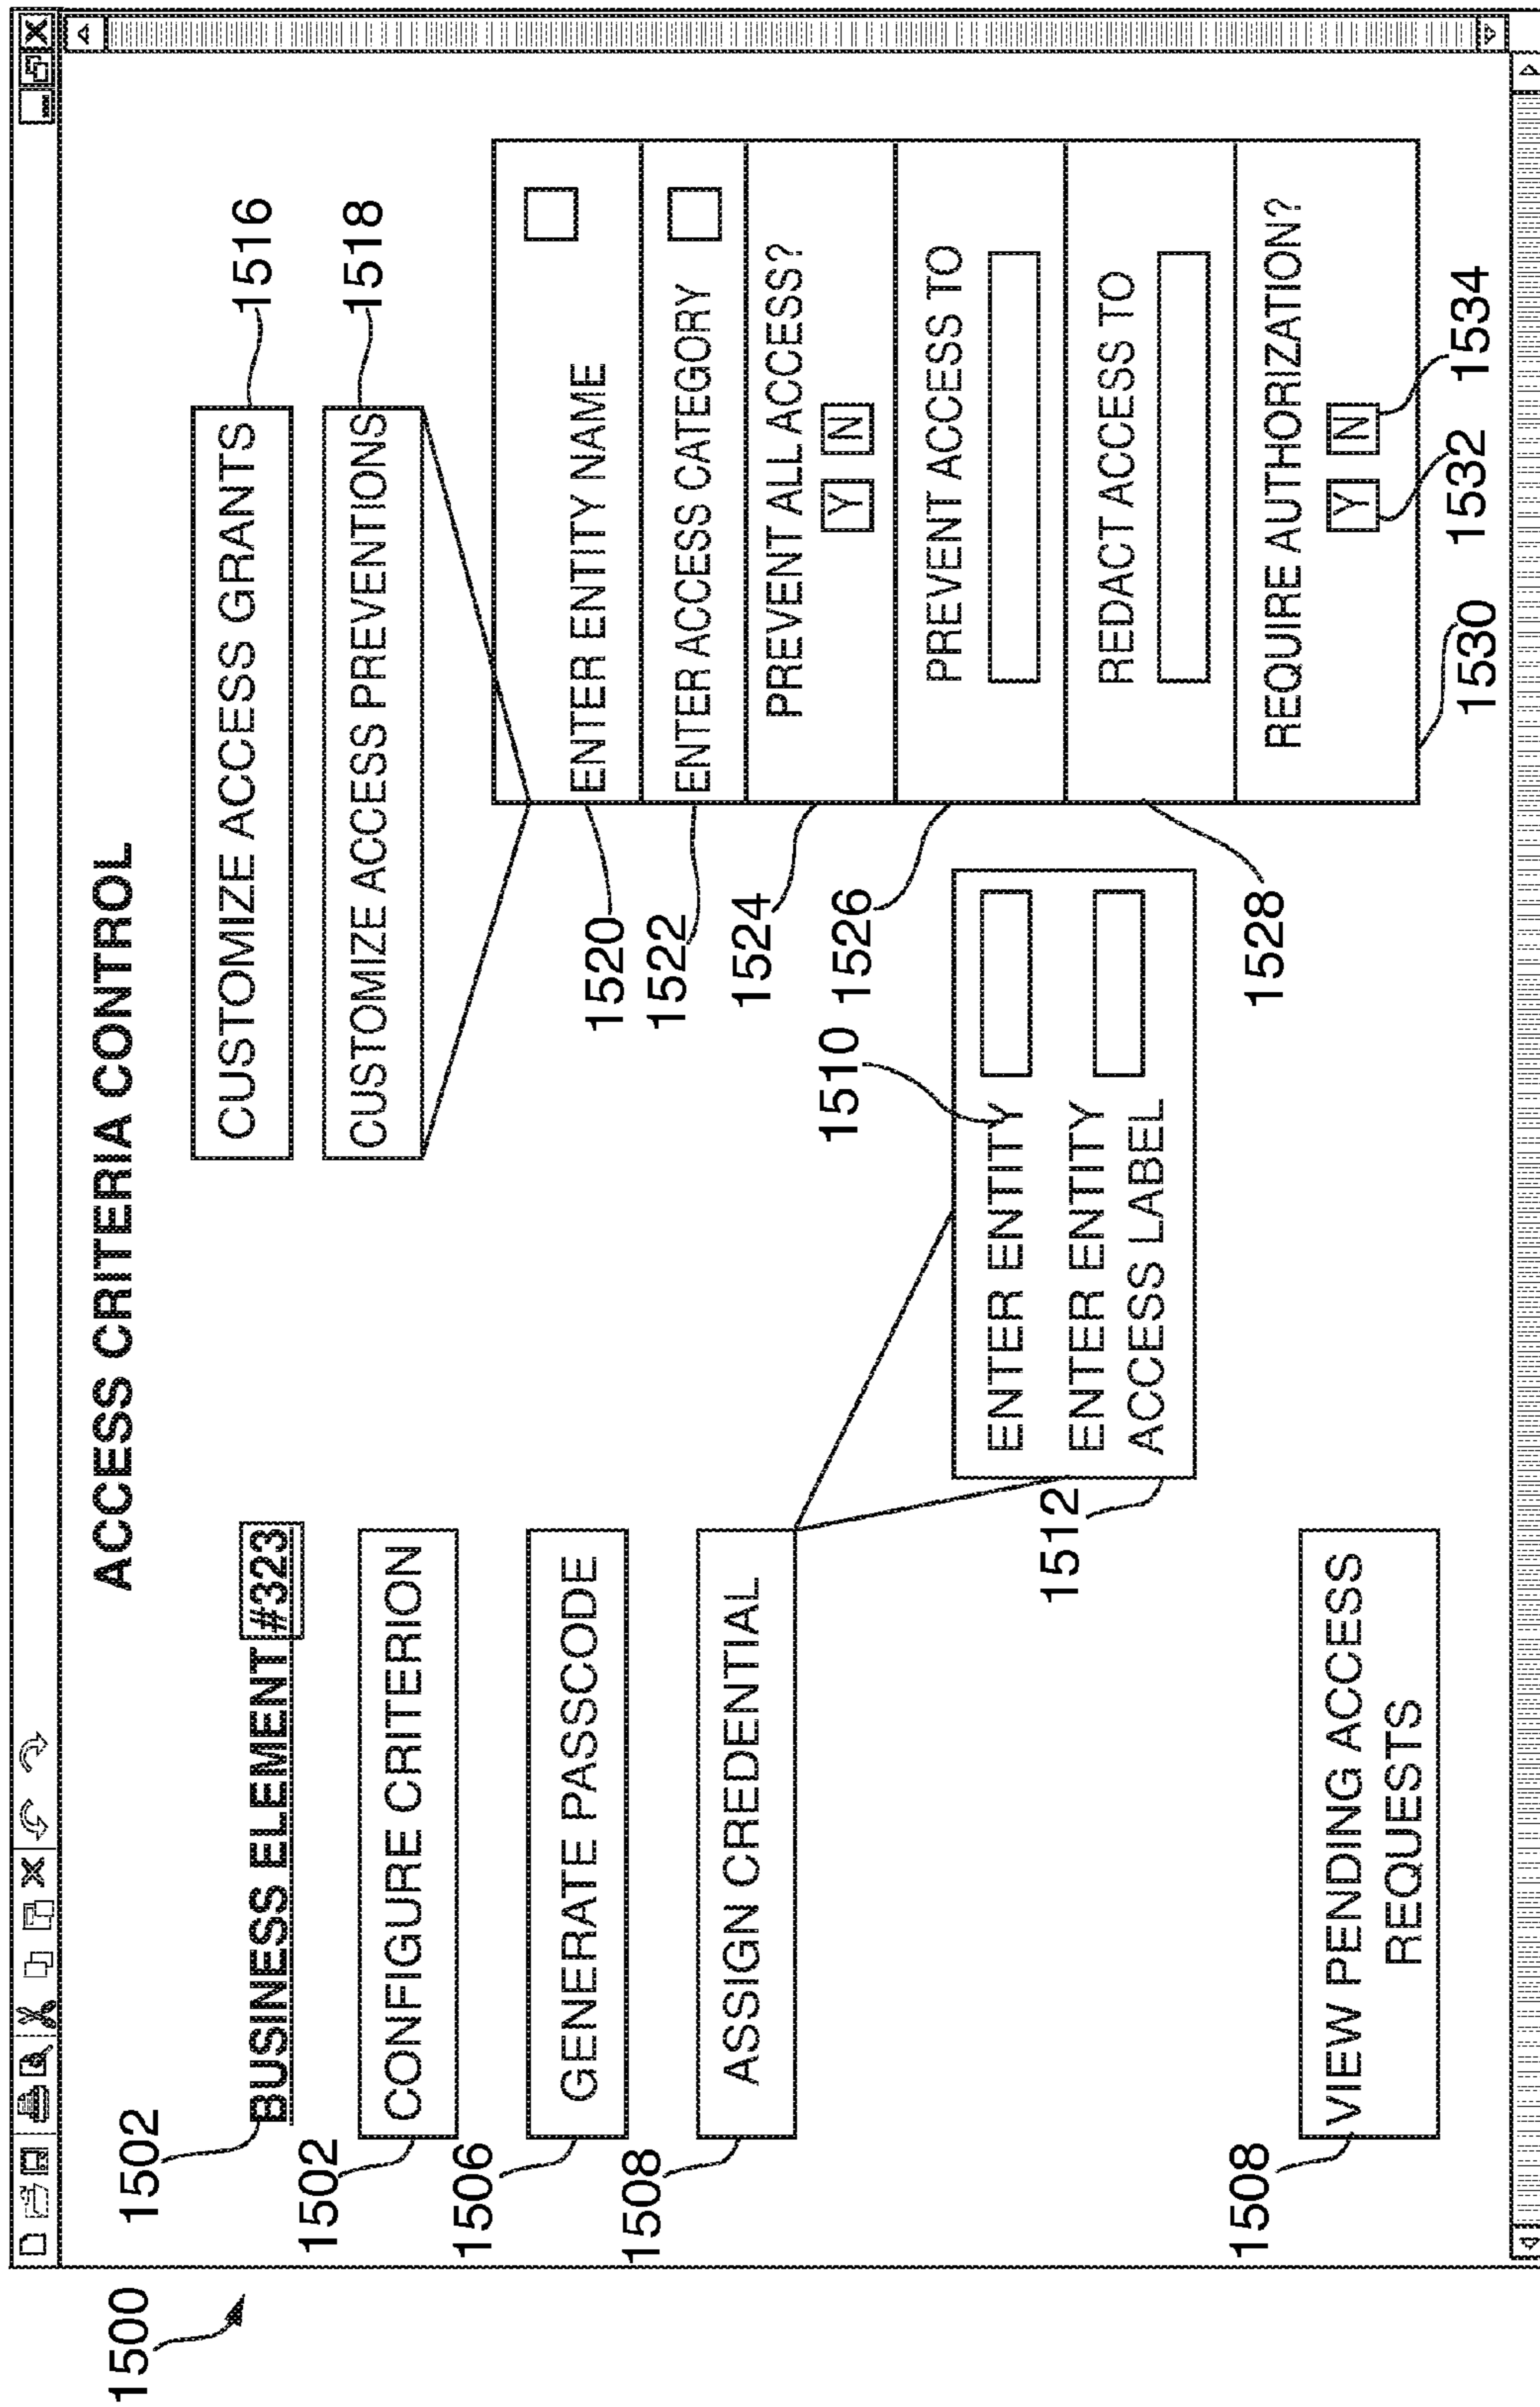 1500
ACCESS CRITERIA CONTROL
1502
BUSINESS ELEMENT #323
1502
CONFIGURE CRITERION
1506
GENERATE PASSCODE
1508
ASSIGN CREDENTIAL
1510
ENTER ENTITY
ENTER ENTITY
ACCESS LABEL
1512
1508
VIEW PENDING ACCESS
REQUESTS
CUSTOMIZE ACCESS GRANTS
1516
CUSTOMIZE ACCESS PREVENTIONS
1518
1520
ENTER ENTITY NAME
1522
ENTER ACCESS CATEGORY
1524
PREVENT ALL ACCESS?
Y N
1526
PREVENT ACCESS TO
1528
REDACT ACCESS TO
REQUIRE AUTHORIZATION?
Y N
1530
1532
1534